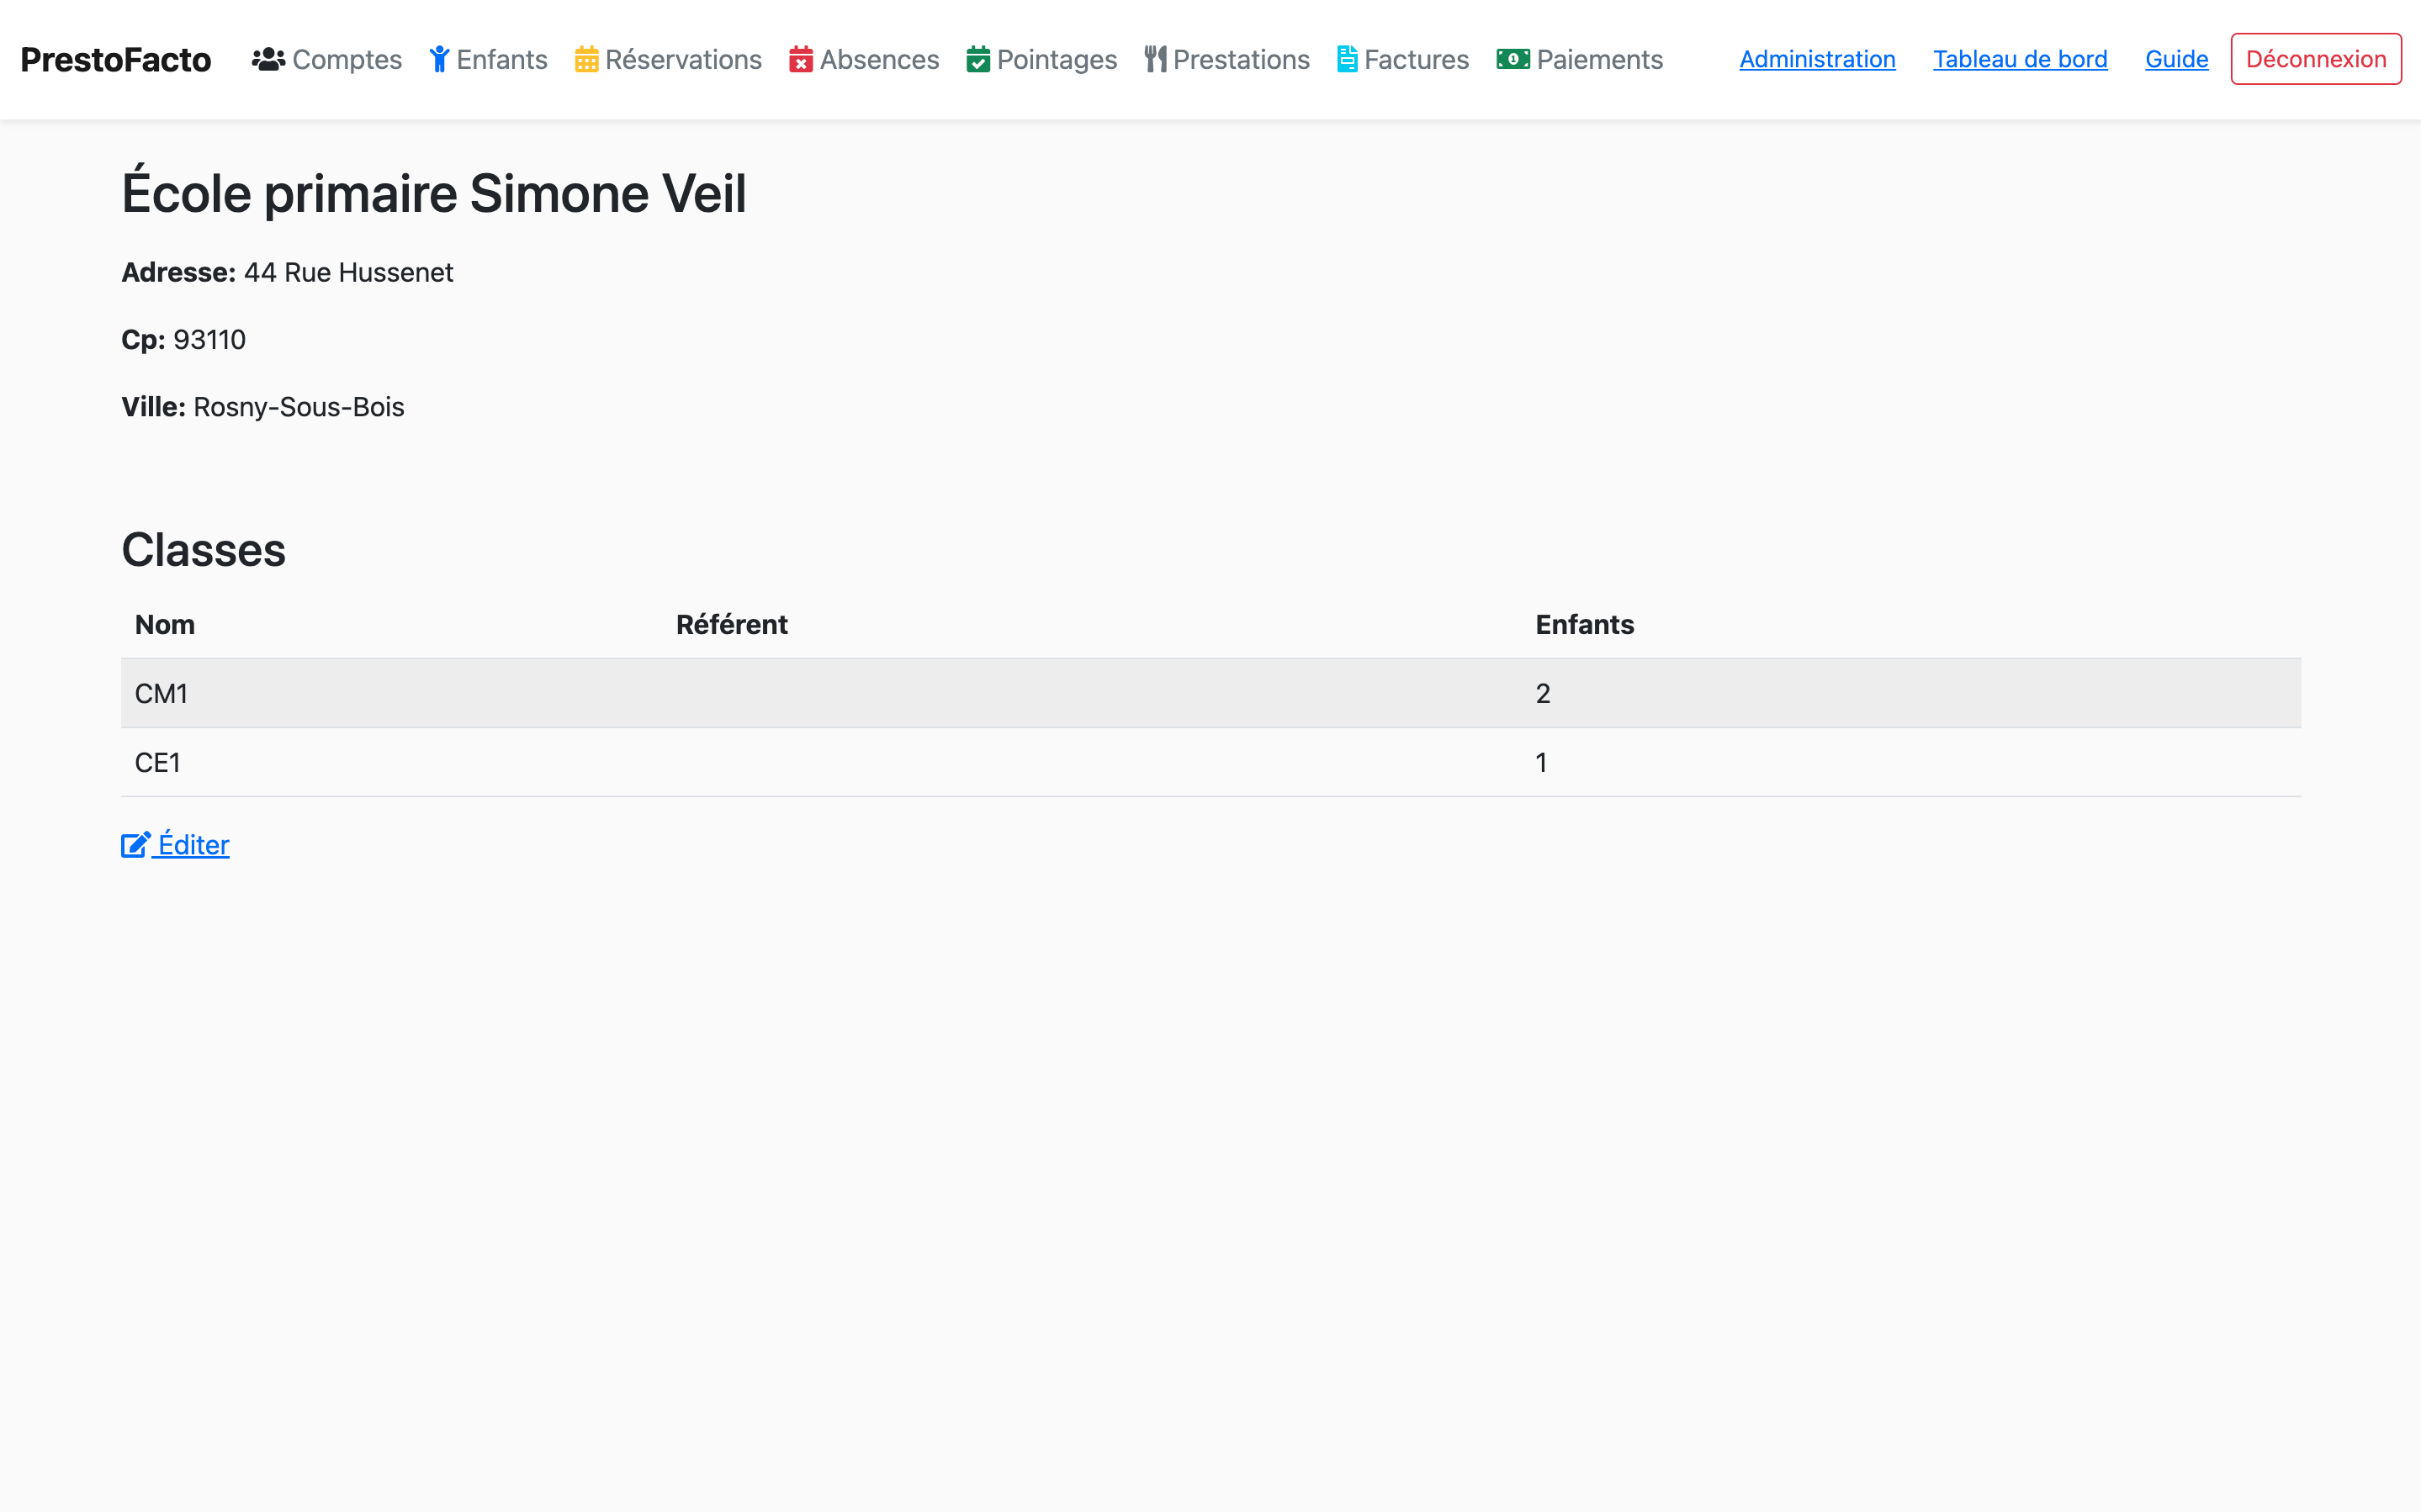 PrestoFacto Comptes Enfants Réservations Absences Pointages Prestations Factures Paiements Administration Tableau de bord Guide Déconnexion
École primaire Simone Veil
Adresse: 44 Rue Hussenet
Cp: 93110
Ville: Rosny-Sous-Bois
Classes
Nom Référent Enfants
CM1 2
CE1 1
Éditer